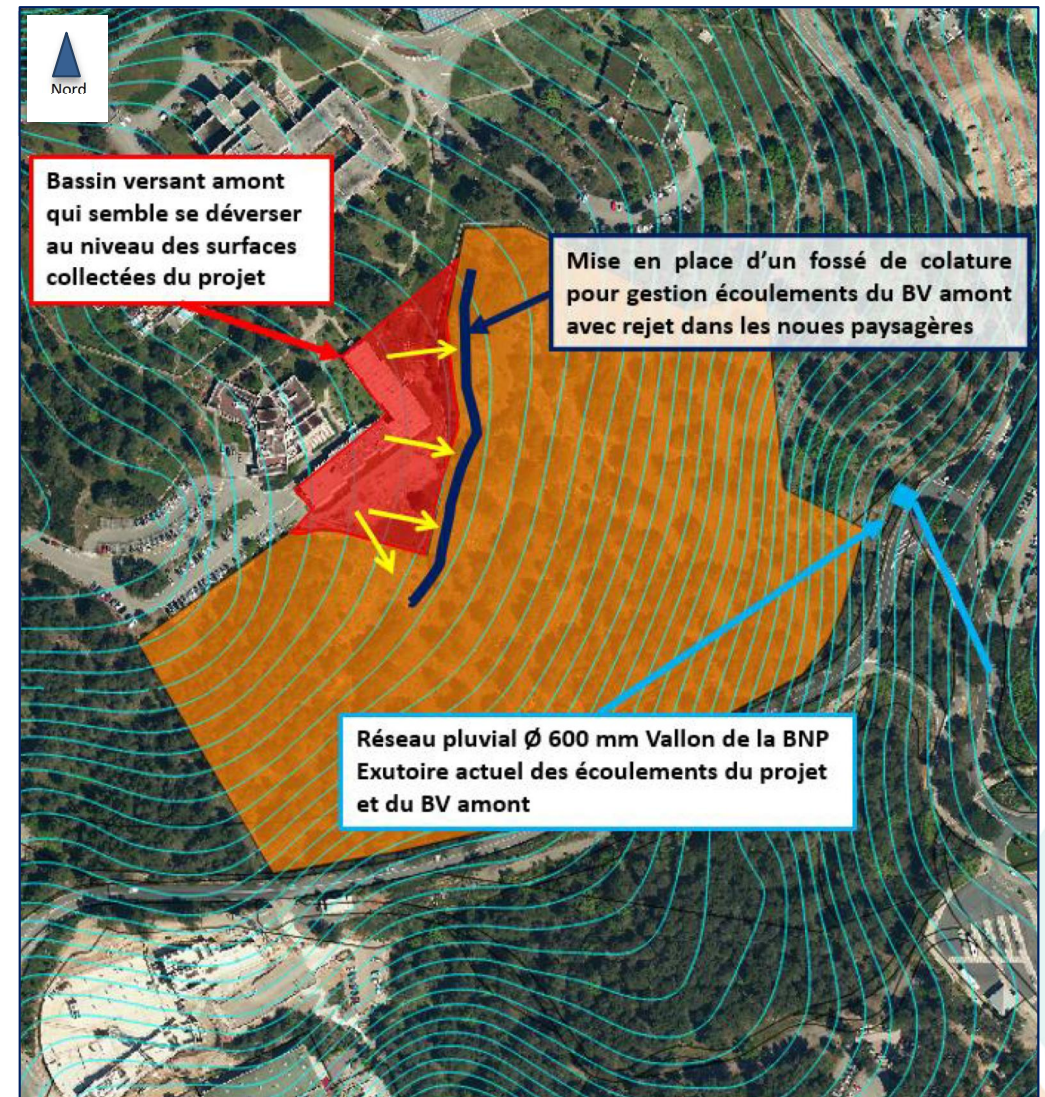 Nord
Bassin versant amont
qui semble se déverser
au niveau des surfaces
collectées du projet
Mise en place d’un fossé de colature
pour gestion écoulements du BV amont
avec rejet dans les noues paysagères
Réseau pluvial Ø 600 mm Vallon de la BNP
Exutoire actuel des écoulements du projet
et du BV amont